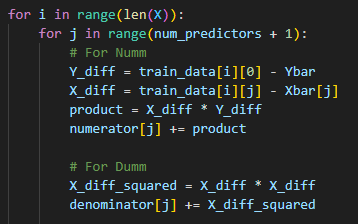 for i in range(len(X)):
    for j in range(num_predictors + 1):
        # For Numm
        Y_diff = train_data[i][0] - Ybar
        X_diff = train_data[i][j] - Xbar[j]
        product = X_diff * Y_diff
        numerator[j] += product

        # For Dumm
        X_diff_squared = X_diff * X_diff
        denominator[j] += X_diff_squared